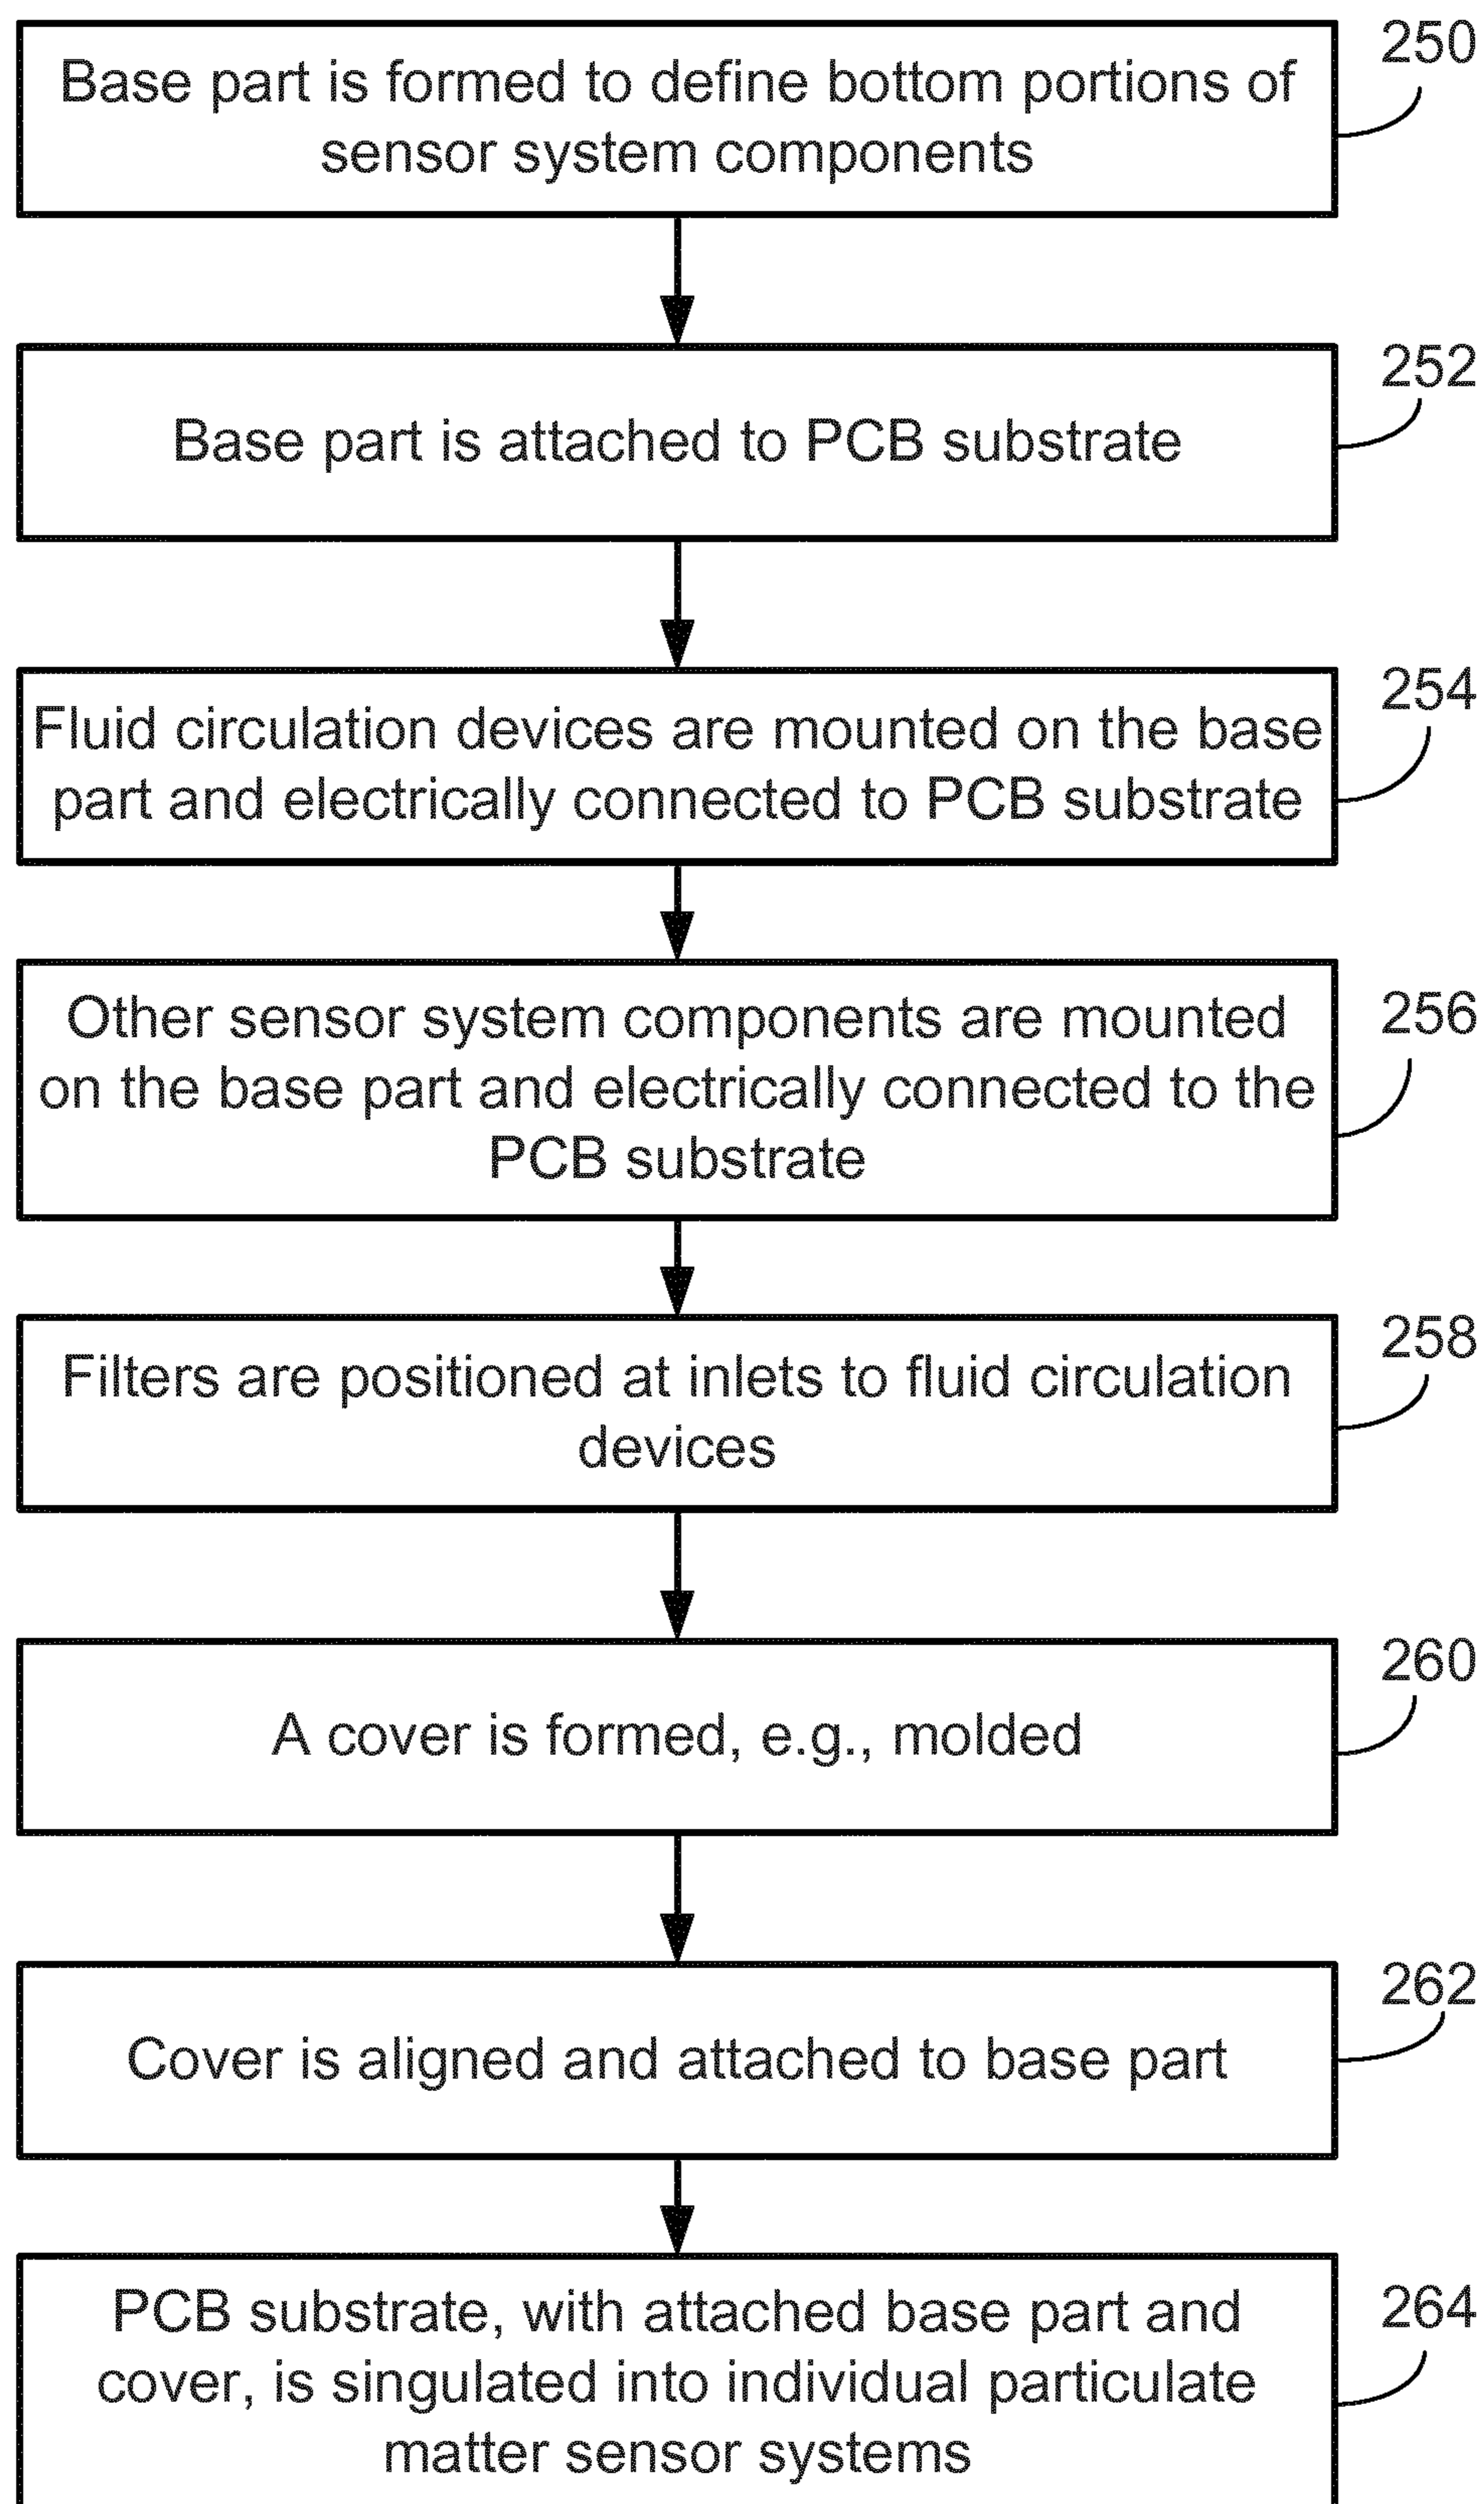 250
Base part is formed to define bottom portions of
sensor system components
252
Base part is attached to PCB substrate
254
Fluid circulation devices are mounted on the base
part and electrically connected to PCB substrate
256
Other sensor system components are mounted
on the base part and electrically connected to the
PCB substrate
258
Filters are positioned at inlets to fluid circulation
devices
260
A cover is formed, e.g., molded
262
Cover is aligned and attached to base part
264
PCB substrate, with attached base part and
cover, is singulated into individual particulate
matter sensor systems